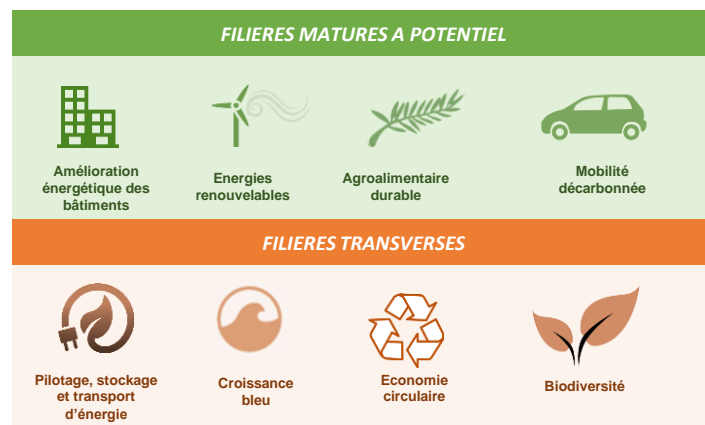 FILIERES MATURES A POTENTIEL
Amélioration
énergétique des
bâtiments
Energies
renouvelables
Agroalimentaire
durable
Mobilité
décarbonnée
FILIERES TRANSVERSES
Pilotage, stockage
et transport
d’énergie
Croissance
bleu
Economie
circulaire
Biodiversité